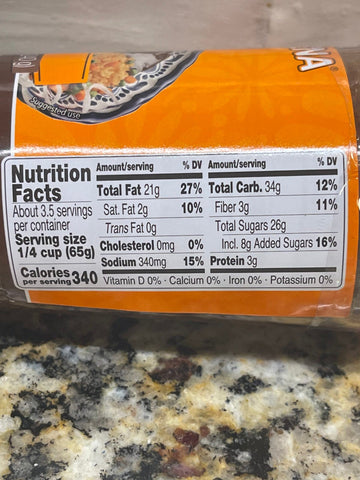 NA®
Suggested use
Nutrition Facts
About 3.5 servings per container
Serving size
1/4 cup (65g)
Calories per serving 340
Amount/serving % DV
Total Fat 21g 27%
Sat. Fat 2g 10%
Trans Fat 0g
Cholesterol 0mg 0%
Sodium 340mg 15%
Amount/serving % DV
Total Carb. 34g 12%
Fiber 3g 11%
Total Sugars 26g
Incl. 8g Added Sugars 16%
Protein 3g
Vitamin D 0% · Calcium 0% · Iron 0% · Potassium 0%